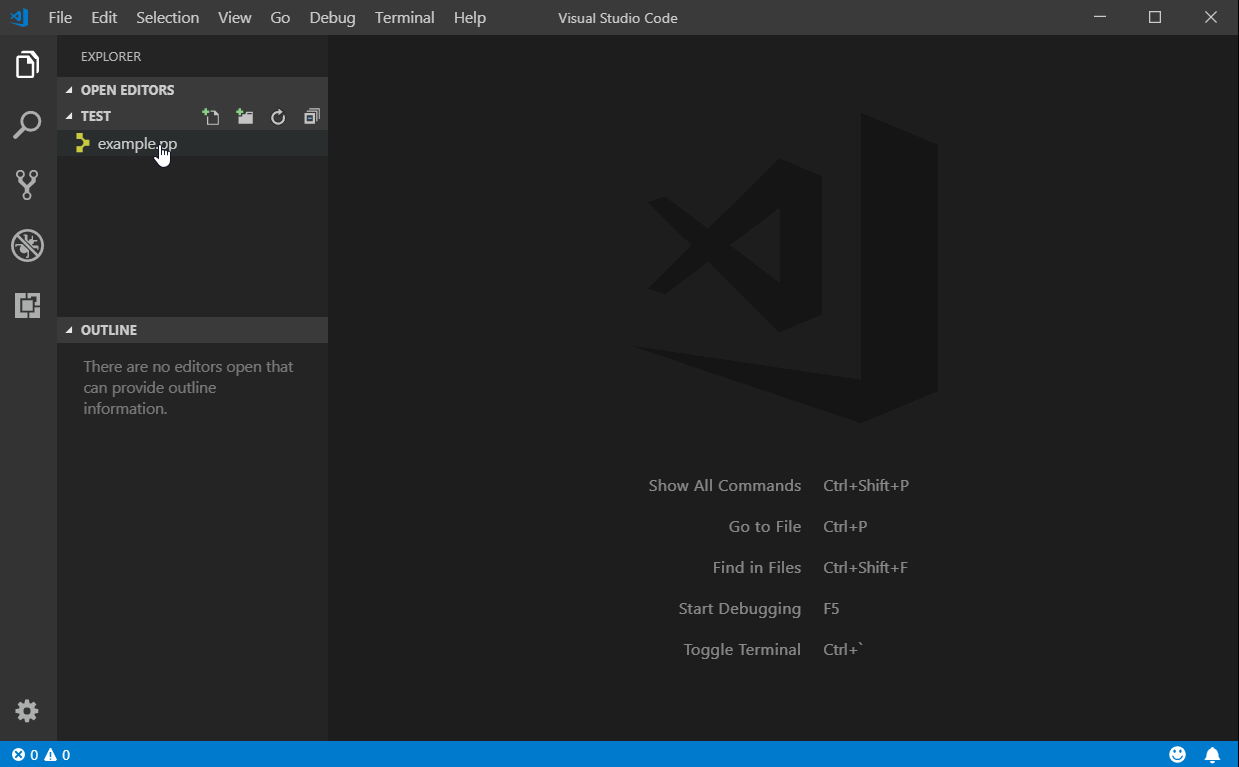 File Edit Selection View Go Debug Terminal Help Visual Studio Code
EXPLORER
OPEN EDITORS
TEST
example.pp
OUTLINE
There are no editors open that
can provide outline
information.
Show All Commands Ctrl+Shift+P
Go to File Ctrl+P
Find in Files Ctrl+Shift+F
Start Debugging F5
Toggle Terminal Ctrl+`
0 0